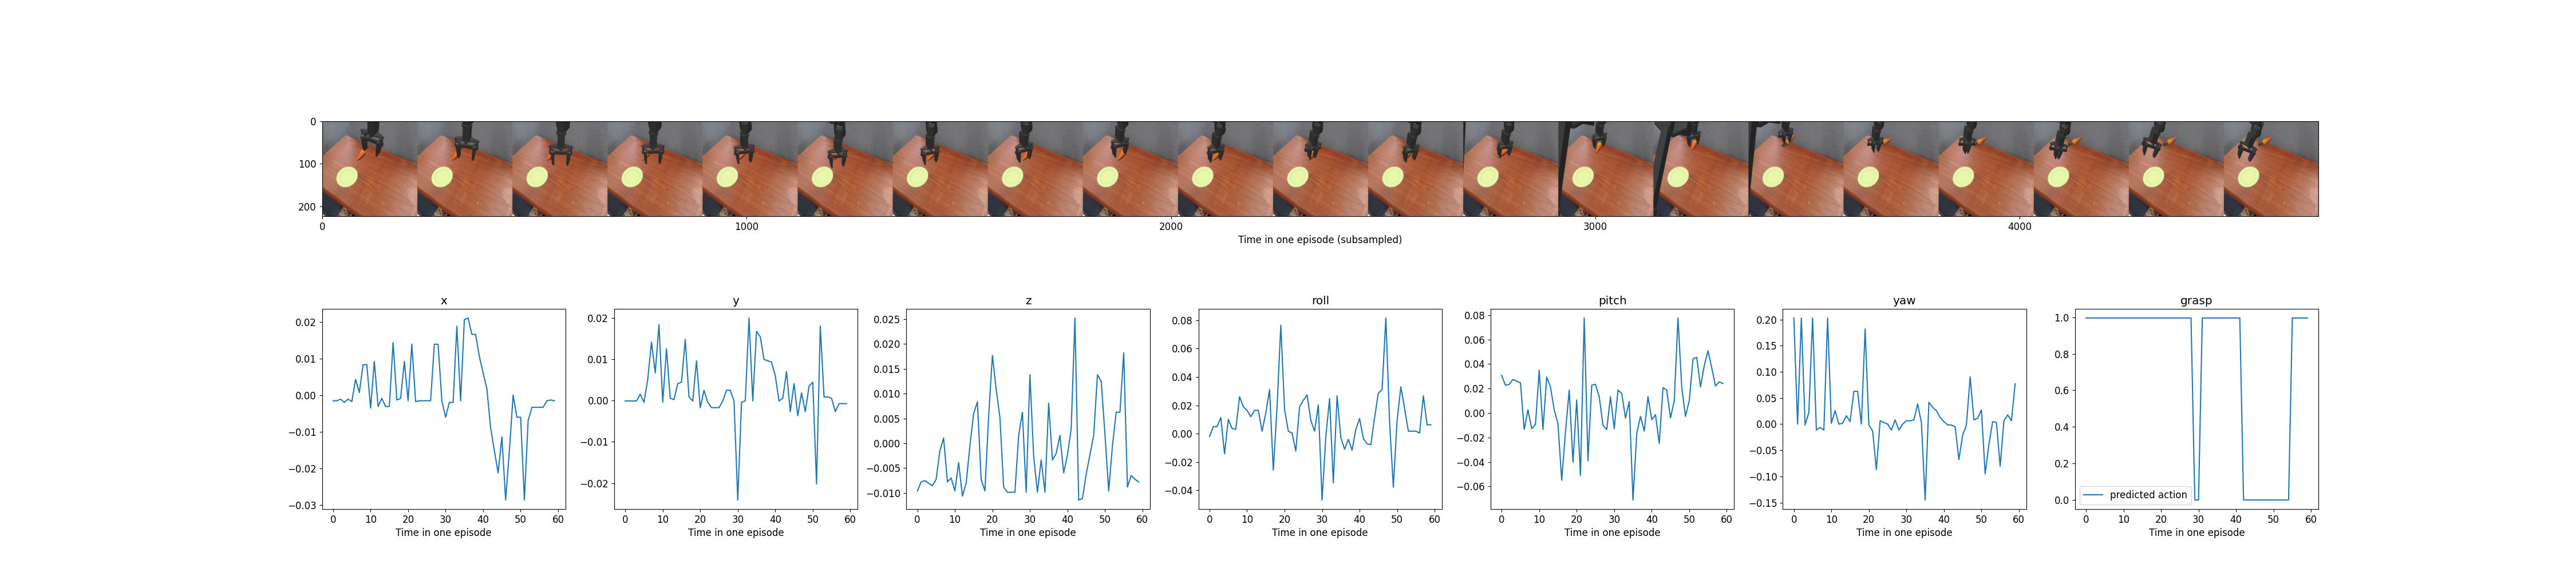 0
100
200
0 1000 2000 3000 4000
Time in one episode (subsampled)
x y z roll pitch yaw grasp
0.02
0.01
0.00
−0.01
−0.02
−0.03
0 10 20 30 40 50 60
Time in one episode
0.02
0.01
0.00
−0.01
−0.02
0 10 20 30 40 50 60
Time in one episode
0.025
0.020
0.015
0.010
0.005
0.000
−0.005
−0.010
0 10 20 30 40 50 60
Time in one episode
0.08
0.06
0.04
0.02
0.00
−0.02
−0.04
0 10 20 30 40 50 60
Time in one episode
0.08
0.06
0.04
0.02
0.00
−0.02
−0.04
−0.06
0 10 20 30 40 50 60
Time in one episode
0.20
0.15
0.10
0.05
0.00
−0.05
−0.10
−0.15
0 10 20 30 40 50 60
Time in one episode
1.0
0.8
0.6
0.4
0.2
0.0
predicted action
0 10 20 30 40 50 60
Time in one episode